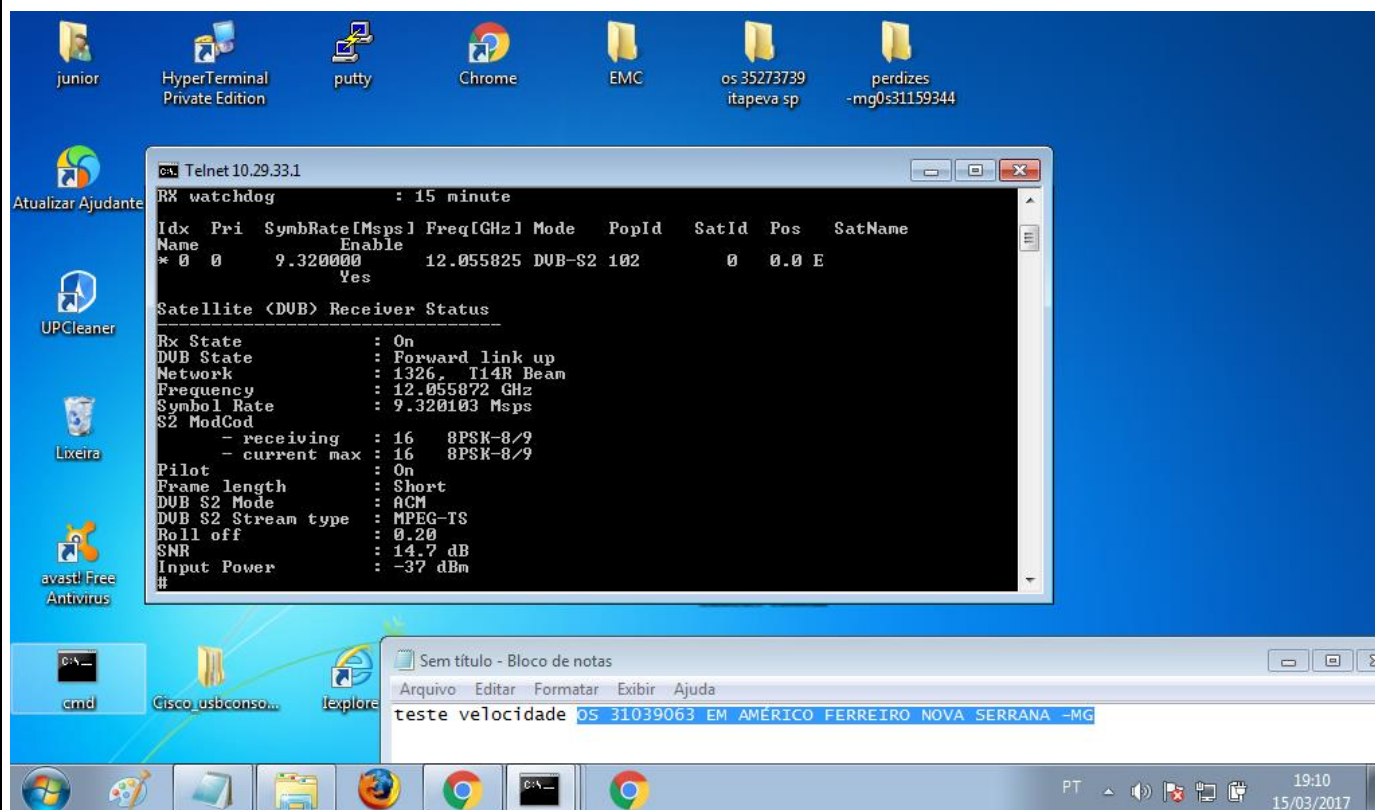 junior
HyperTerminal
Private Edition
putty
Chrome
EMC
os 35273739
itapeva sp
perdizes
-mg0s31159344
Atualizar Ajudante
UPCleaner
Lixeira
avast! Free
Antivirus
cmd
Cisco_usbconso...
Iexplore
Telnet 10.29.33.1
RX watchdog : 15 minute
Idx Pri SymbRate[Msps] Freq[GHz] Mode PopId SatId Pos SatName
Name Enable
* 0 0 9.320000 12.055825 DVB-S2 102 0 0.0 E
Yes
Satellite (DVB) Receiver Status
-----------------------------------
Rx State : On
DVB State : Forward link up
Network : 1326, T14R Beam
Frequency : 12.055872 GHz
Symbol Rate : 9.320103 Msps
S2 ModCod
- receiving : 16 8PSK-8/9
- current max : 16 8PSK-8/9
Pilot : On
Frame length : Short
DVB S2 Mode : ACM
DVB S2 Stream type : MPEG-TS
Roll off : 0.20
SNR : 14.7 dB
Input Power : -37 dBm
#
Sem título - Bloco de notas
Arquivo Editar Formatar Exibir Ajuda
teste velocidade OS 31039063 EM AMÉRICO FERREIRO NOVA SERRANA -MG
PT
19:10
15/03/2017